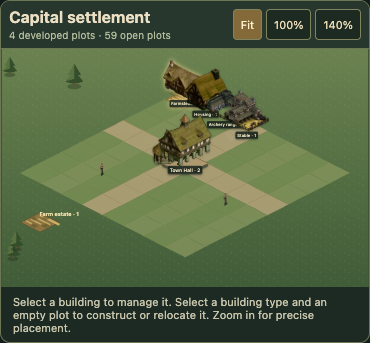 Capital settlement
4 developed plots · 59 open plots
Fit
100%
140%
Housing · 1
Stable · 1
Town Hall · 2
Farm estate · 1
Select a building to manage it. Select a building type and an
empty plot to construct or relocate it. Zoom in for precise
placement.